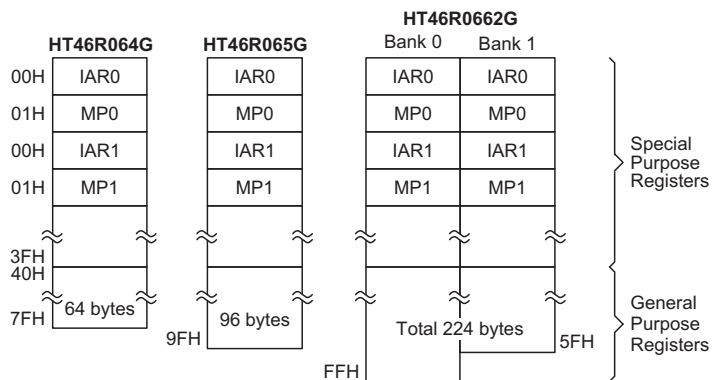 HT46R0662G
HT46R064G HT46R065G Bank 0 Bank 1
00H IAR0 IAR0 IAR0 IAR0
01H MP0 MP0 MP0 MP0
00H IAR1 IAR1 IAR1 IAR1
01H MP1 MP1 MP1 MP1
Special
Purpose
Registers
3FH
40H
64 bytes 96 bytes Total 224 bytes
7FH
9FH
5FH
FFH
General
Purpose
Registers